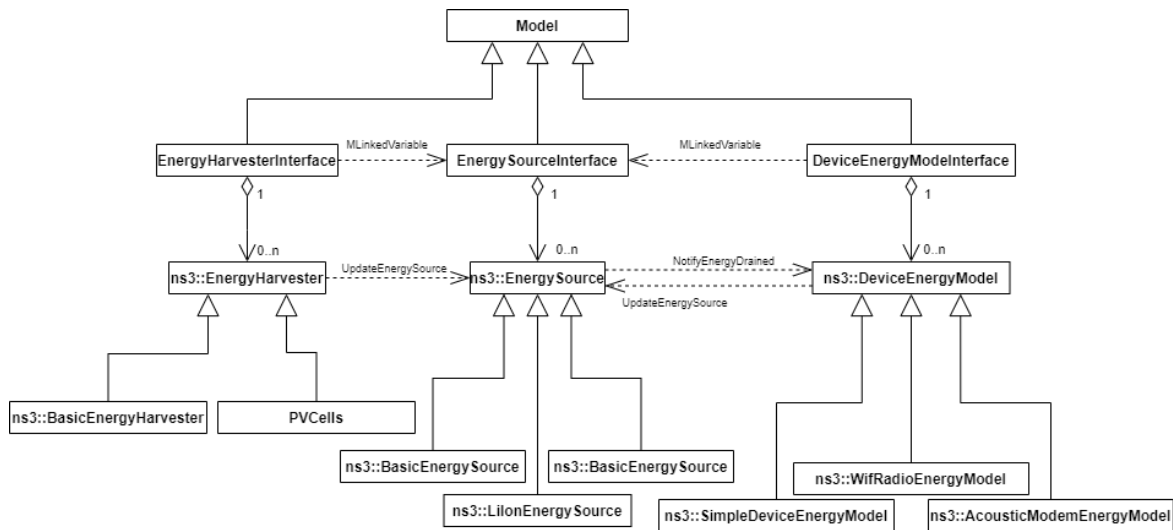 Model
MLinkedVariable
MLinkedVariable
EnergyHarvesterInterface
EnergySourceInterface
DeviceEnergyModeInterface
1
1
1
0..n
0..n
0..n
NotifyEnergyDrained
UpdateEnergySource
ns3::EnergyHarvester
ns3::EnergySource
ns3::DeviceEnergyModel
UpdateEnergySource
ns3::BasicEnergyHarvester
PVCells
ns3::BasicEnergySource
ns3::BasicEnergySource
ns3::WifRadioEnergyModel
ns3::LiIonEnergySource
ns3::SimpleDeviceEnergyModel
ns3::AcousticModemEnergyModel